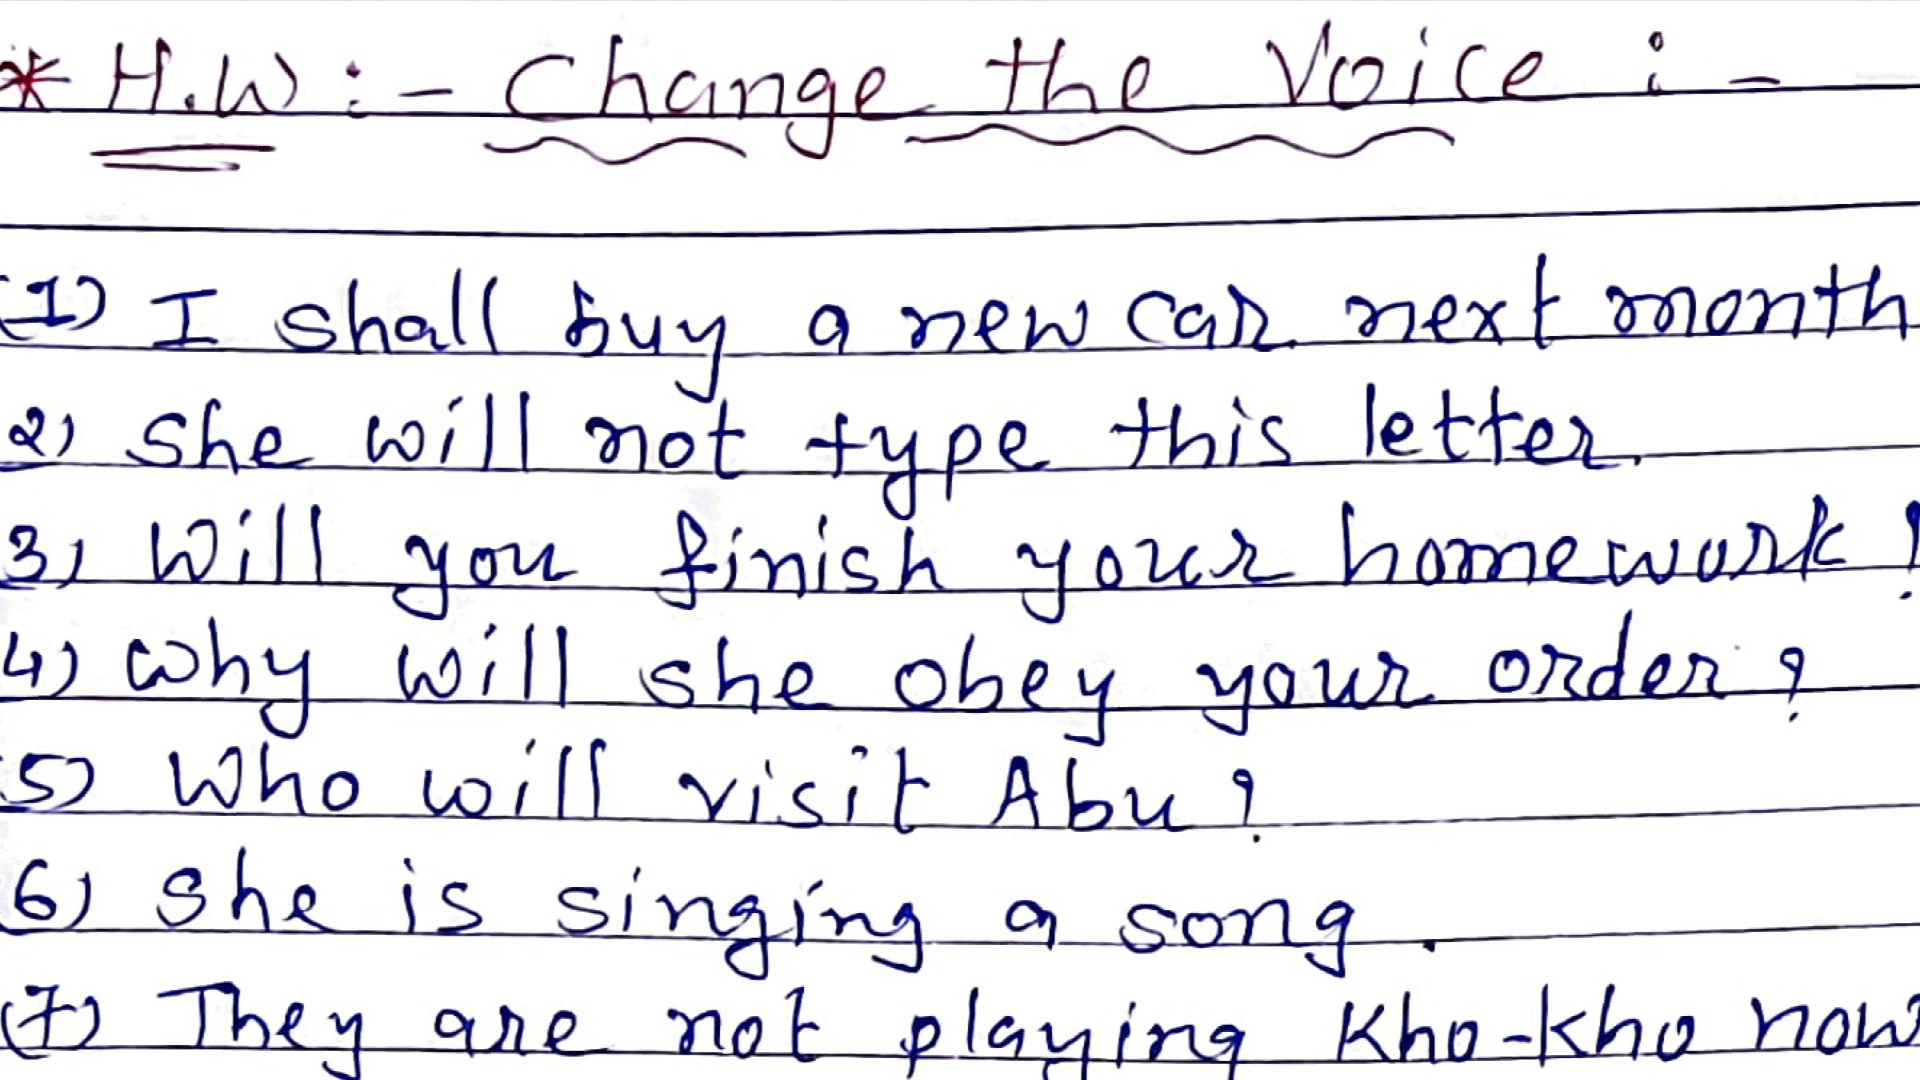 * H.W :- Change the Voice :-
(1) I shall buy a new car next month
2) She will not type this letter.
3) Will you finish your homework?
4) Why will she obey your order?
5) Who will visit Abu?
6) She is singing a song.
(7) They are not playing Kho-kho now